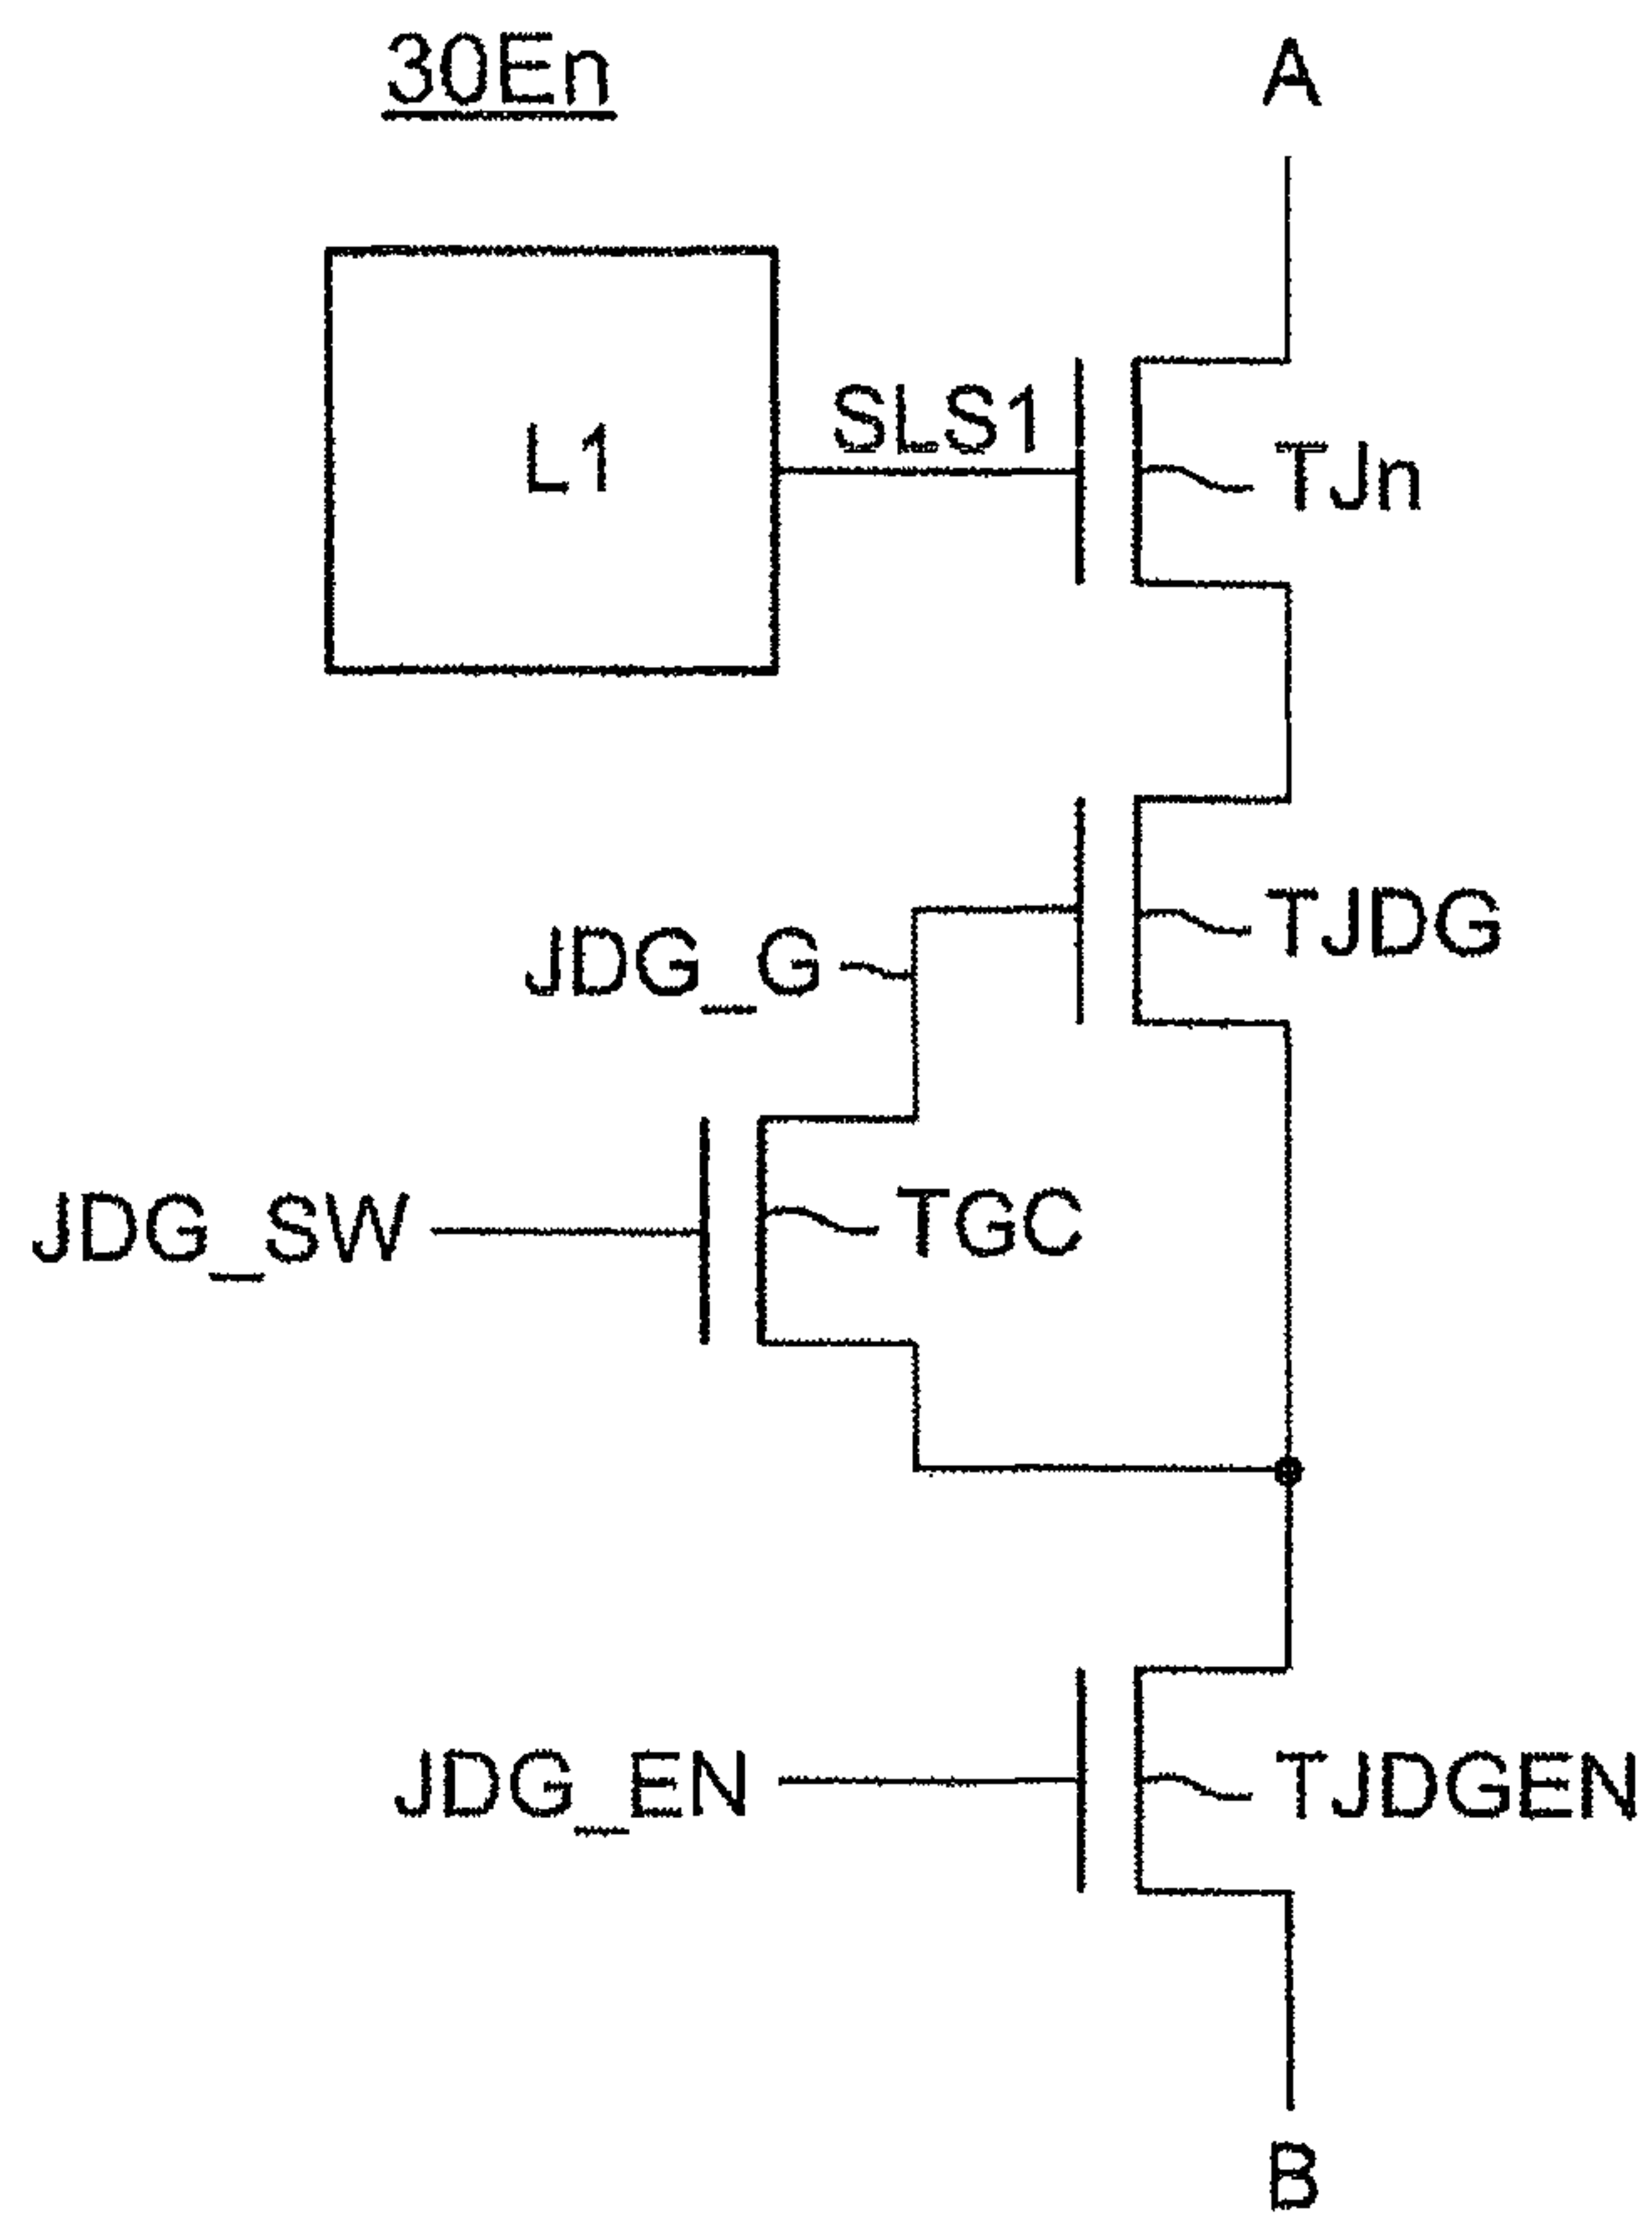 30En
A
L1
SLS1
TJn
JDG_G
TJDG
JDG_SW
TGC
JDG_EN
TJDGEN
B